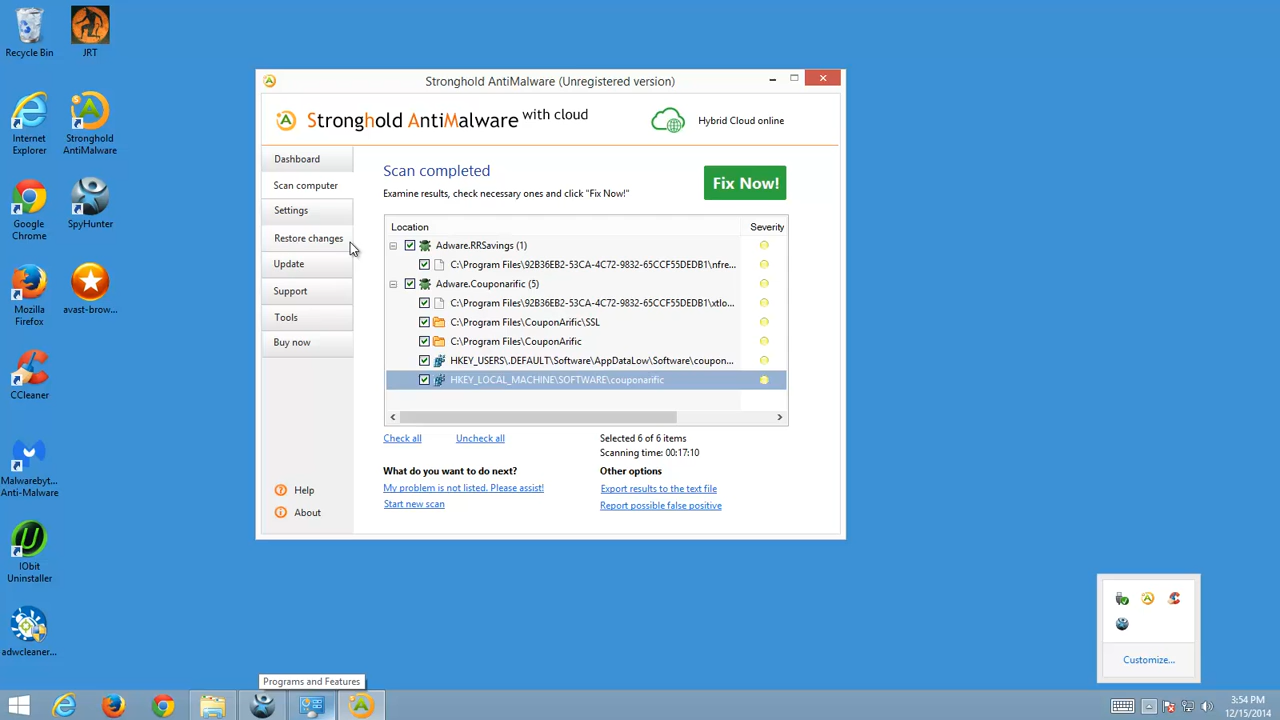 Recycle Bin
JRT
Internet
Explorer
Stronghold
AntiMalware
Google
Chrome
SpyHunter
Mozilla
Firefox
avast-brow...
CCleaner
Malwarebyt...
Anti-Malware
IObit
Uninstaller
adwcleaner...
Stronghold AntiMalware (Unregistered version)
Stronghold AntiMalware with cloud
Hybrid Cloud online
Dashboard
Scan computer
Settings
Restore changes
Update
Support
Tools
Buy now
Help
About
Scan completed
Examine results, check necessary ones and click "Fix Now!"
Fix Now!
Location Severity
Adware.RRSavings (1)
C:\Program Files\92B36EB2-53CA-4C72-9832-65CCF55DEDB1\nfre...
Adware.Couponarific (5)
C:\Program Files\92B36EB2-53CA-4C72-9832-65CCF55DEDB1\xtlo...
C:\Program Files\CouponArific\SSL
C:\Program Files\CouponArific
HKEY_USERS\.DEFAULT\Software\AppDataLow\Software\coupon...
HKEY_LOCAL_MACHINE\SOFTWARE\couponarific
Check all Uncheck all
Selected 6 of 6 items
Scanning time: 00:17:10
What do you want to do next?
My problem is not listed. Please assist!
Start new scan
Other options
Export results to the text file
Report possible false positive
Customize...
Programs and Features
3:54 PM
12/15/2014